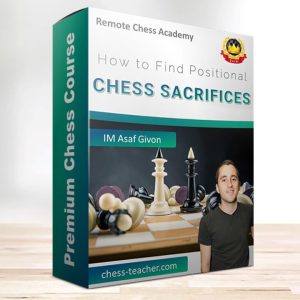 Remote Chess Academy
How to Find Positional
CHESS SACRIFICES
IM Asaf Givon
chess-teacher.com
Premium Chess Course